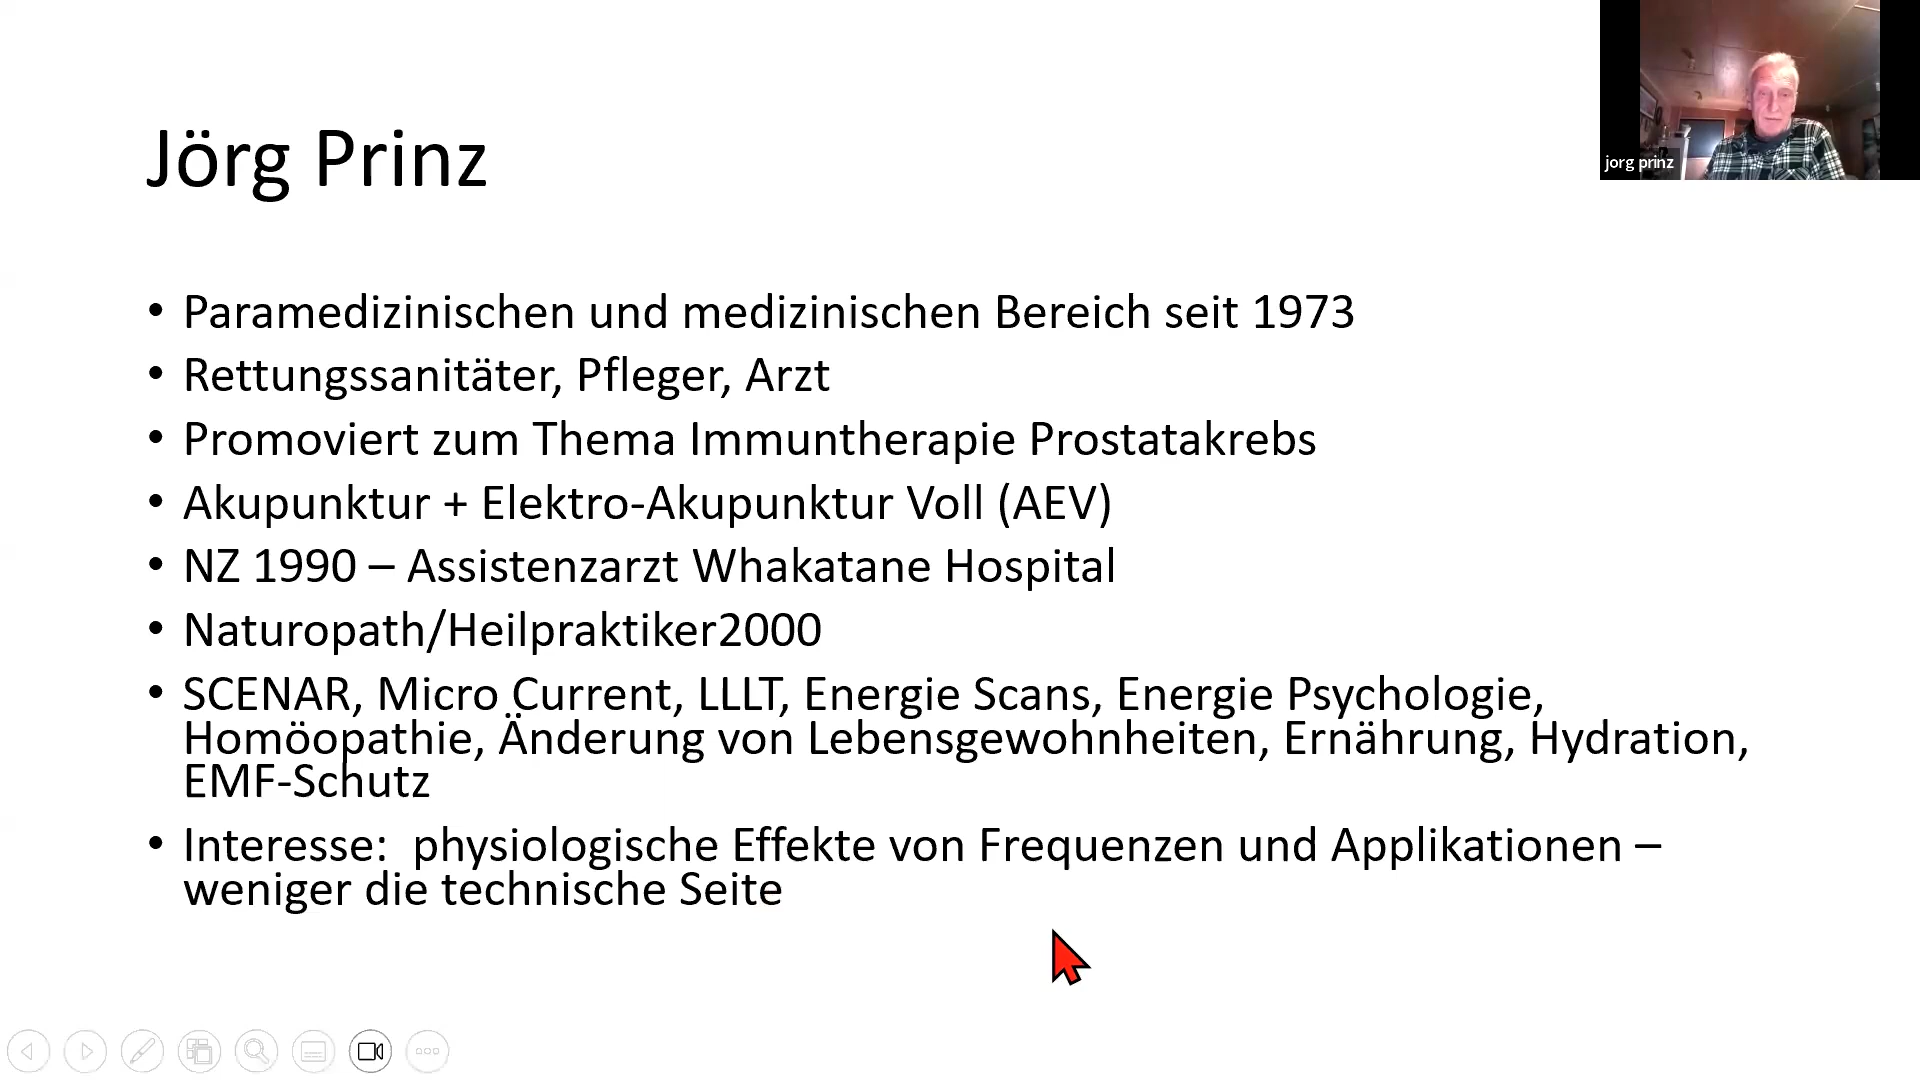 Jörg Prinz
jorg prinz
• Paramedizinischen und medizinischen Bereich seit 1973
• Rettungssanitäter, Pfleger, Arzt
• Promoviert zum Thema Immuntherapie Prostatakrebs
• Akupunktur + Elektro-Akupunktur Voll (AEV)
• NZ 1990 – Assistenzarzt Whakatane Hospital
• Naturopath/Heilpraktiker2000
• SCENAR, Micro Current, LLLT, Energie Scans, Energie Psychologie,
Homöopathie, Änderung von Lebensgewohnheiten, Ernährung, Hydration,
EMF-Schutz
• Interesse:  physiologische Effekte von Frequenzen und Applikationen –
weniger die technische Seite